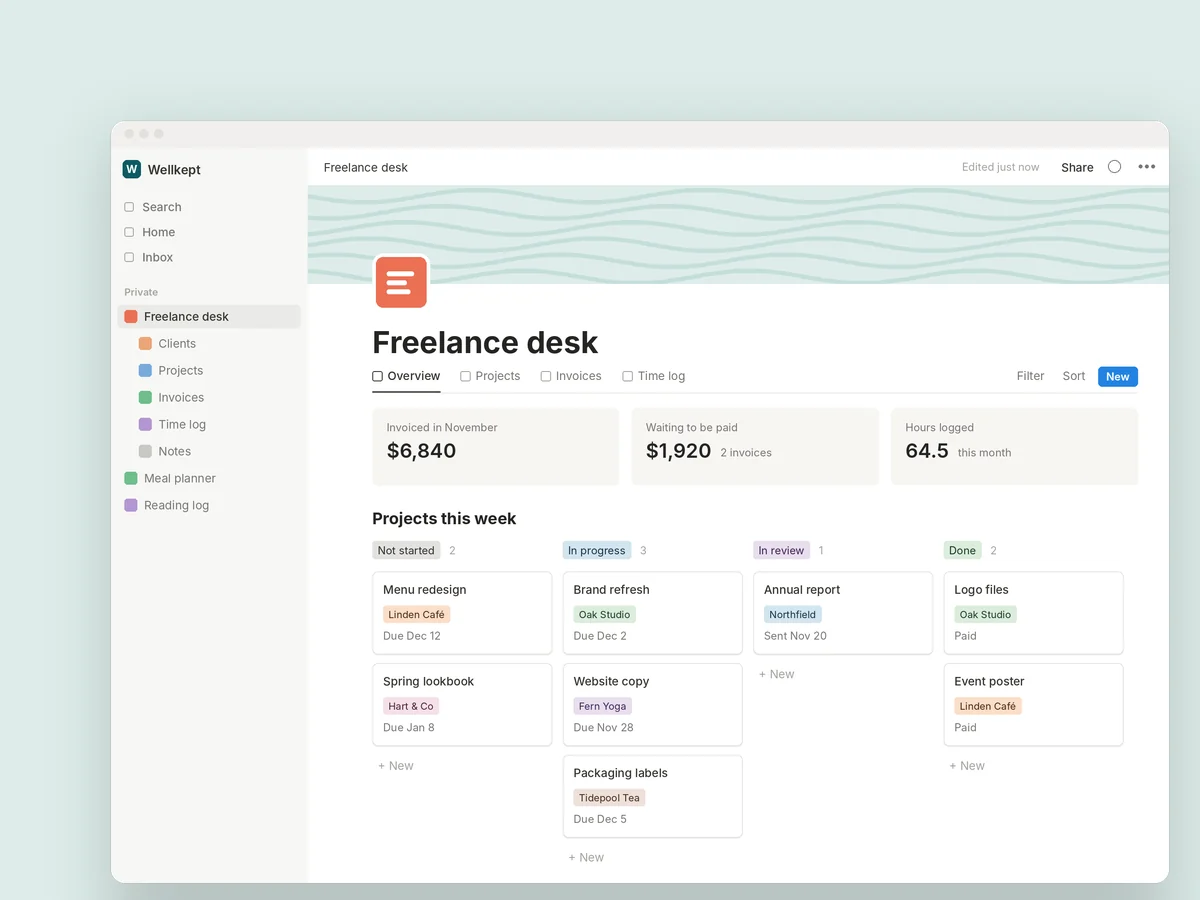 W Wellkept
Search
Home
Inbox
Private
Freelance desk
Clients
Projects
Invoices
Time log
Notes
Meal planner
Reading log
Freelance desk
Edited just now
Share
Freelance desk
Overview
Projects
Invoices
Time log
Filter
Sort
New
Invoiced in November
$6,840
Waiting to be paid
$1,920 2 invoices
Hours logged
64.5 this month
Projects this week
Not started 2
Menu redesign
Linden Café
Due Dec 12
Spring lookbook
Hart & Co
Due Jan 8
+ New
In progress 3
Brand refresh
Oak Studio
Due Dec 2
Website copy
Fern Yoga
Due Nov 28
Packaging labels
Tidepool Tea
Due Dec 5
+ New
In review 1
Annual report
Northfield
Sent Nov 20
+ New
Done 2
Logo files
Oak Studio
Paid
Event poster
Linden Café
Paid
+ New